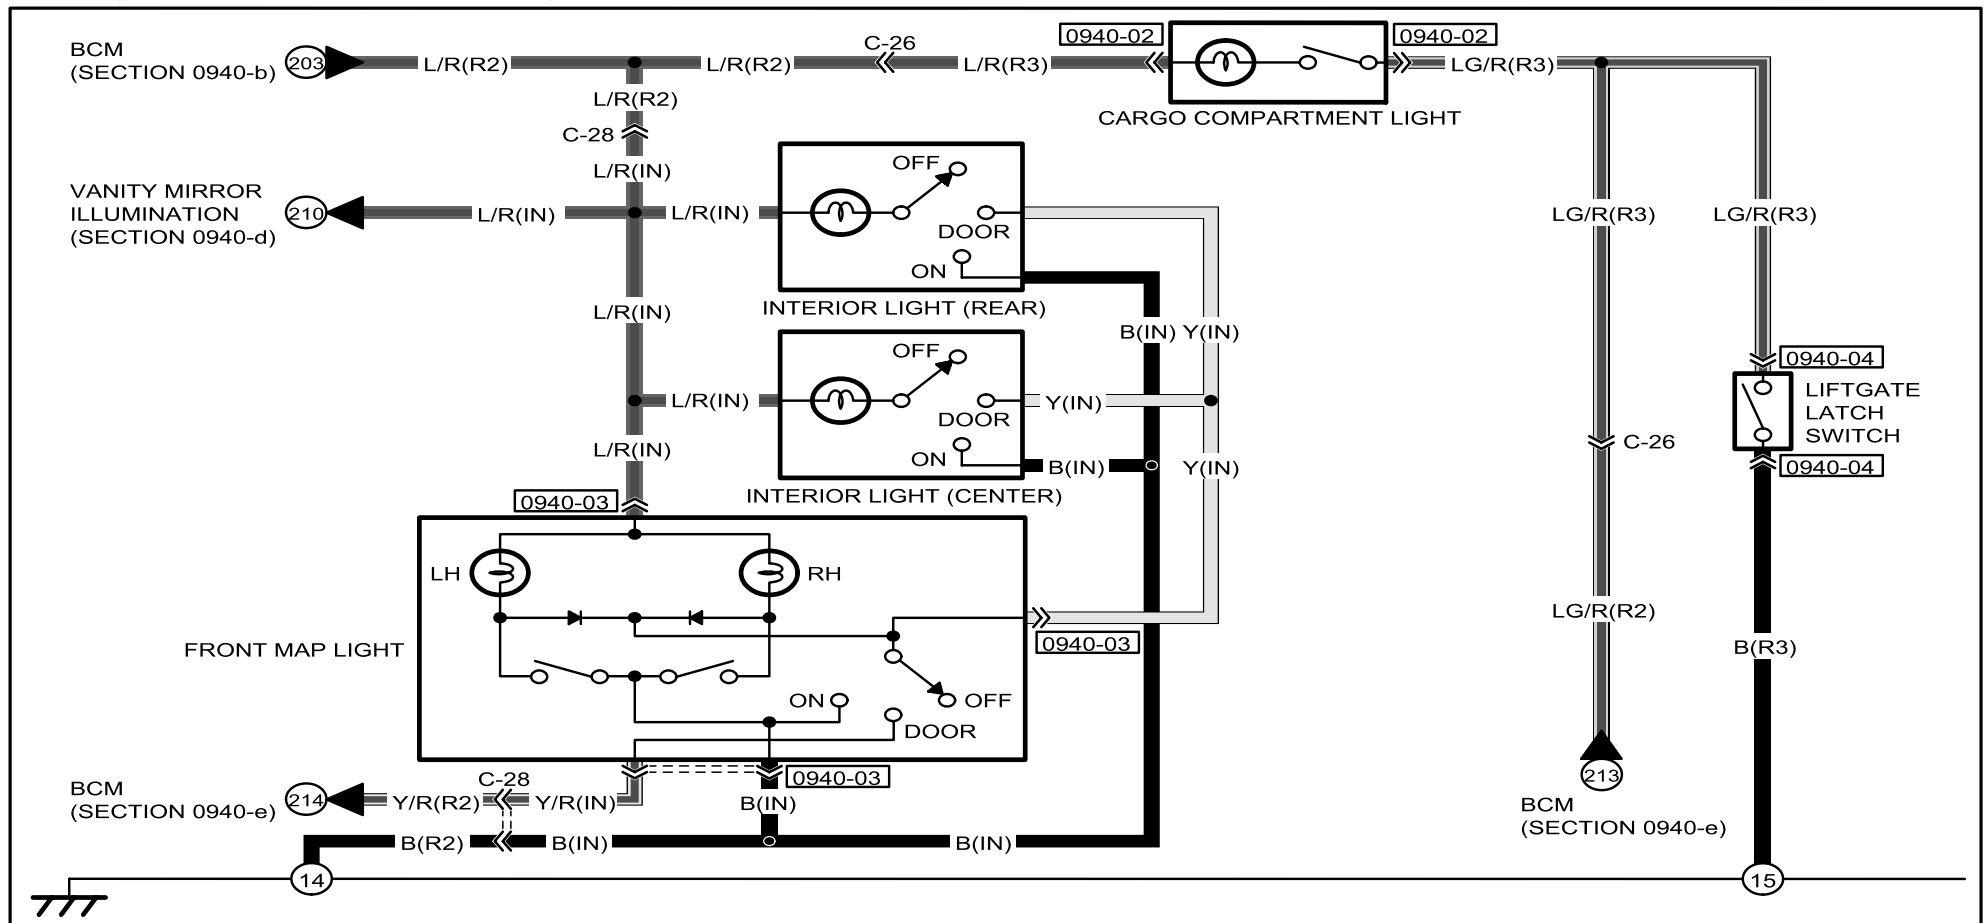 BCM
(SECTION 0940-b)
203
L/R(R2)
L/R(R2)
C-26
L/R(R3)
0940-02
0940-02
LG/R(R3)
CARGO COMPARTMENT LIGHT
L/R(R2)
C-28
L/R(IN)
VANITY MIRROR
ILLUMINATION
(SECTION 0940-d)
210
L/R(IN)
L/R(IN)
OFF
DOOR
ON
INTERIOR LIGHT (REAR)
LG/R(R3)
LG/R(R3)
L/R(IN)
B(IN)
Y(IN)
OFF
DOOR
ON
INTERIOR LIGHT (CENTER)
L/R(IN)
Y(IN)
0940-04
LIFTGATE
LATCH
SWITCH
0940-04
C-26
L/R(IN)
B(IN)
Y(IN)
0940-03
LH
RH
FRONT MAP LIGHT
0940-03
ON
OFF
DOOR
LG/R(R2)
B(R3)
BCM
(SECTION 0940-e)
214
Y/R(R2)
C-28
Y/R(IN)
B(IN)
0940-03
213
BCM
(SECTION 0940-e)
B(R2)
B(IN)
B(IN)
14
15